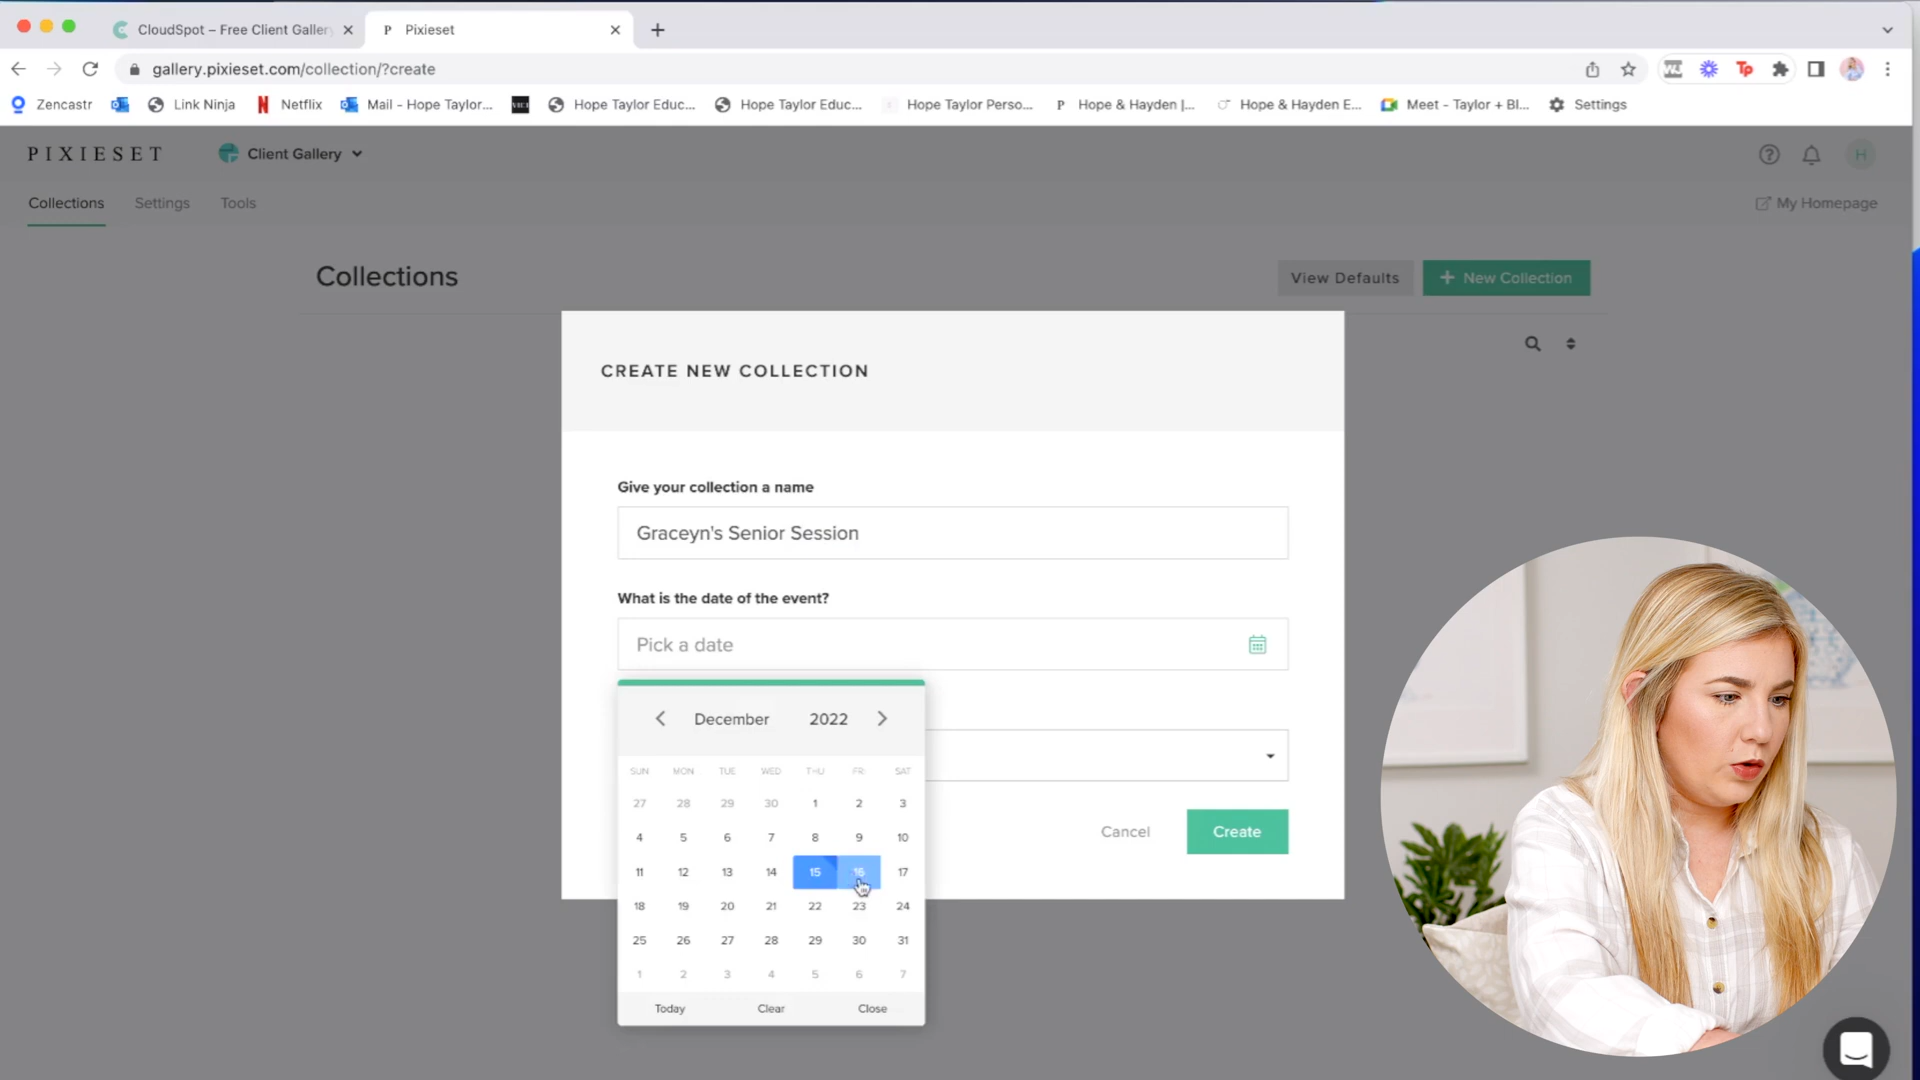 CloudSpot – Free Client Gallery
Pixieset
gallery.pixieset.com/collection/?create
Zencastr
Link Ninja
Netflix
Mail - Hope Taylor...
Hope Taylor Educ...
Hope Taylor Educ...
Hope Taylor Perso...
Hope & Hayden |...
Hope & Hayden E...
Meet - Taylor + Bl...
Settings
PIXIESET
Client Gallery
H
Collections
Settings
Tools
My Homepage
Collections
View Defaults
+ New Collection
CREATE NEW COLLECTION
Give your collection a name
Graceyn's Senior Session
What is the date of the event?
Pick a date
December 2022
SUN MON TUE WED THU FRI SAT
27 28 29 30 1 2 3
4 5 6 7 8 9 10
11 12 13 14 15 16 17
18 19 20 21 22 23 24
25 26 27 28 29 30 31
1 2 3 4 5 6 7
Today Clear Close
Cancel
Create